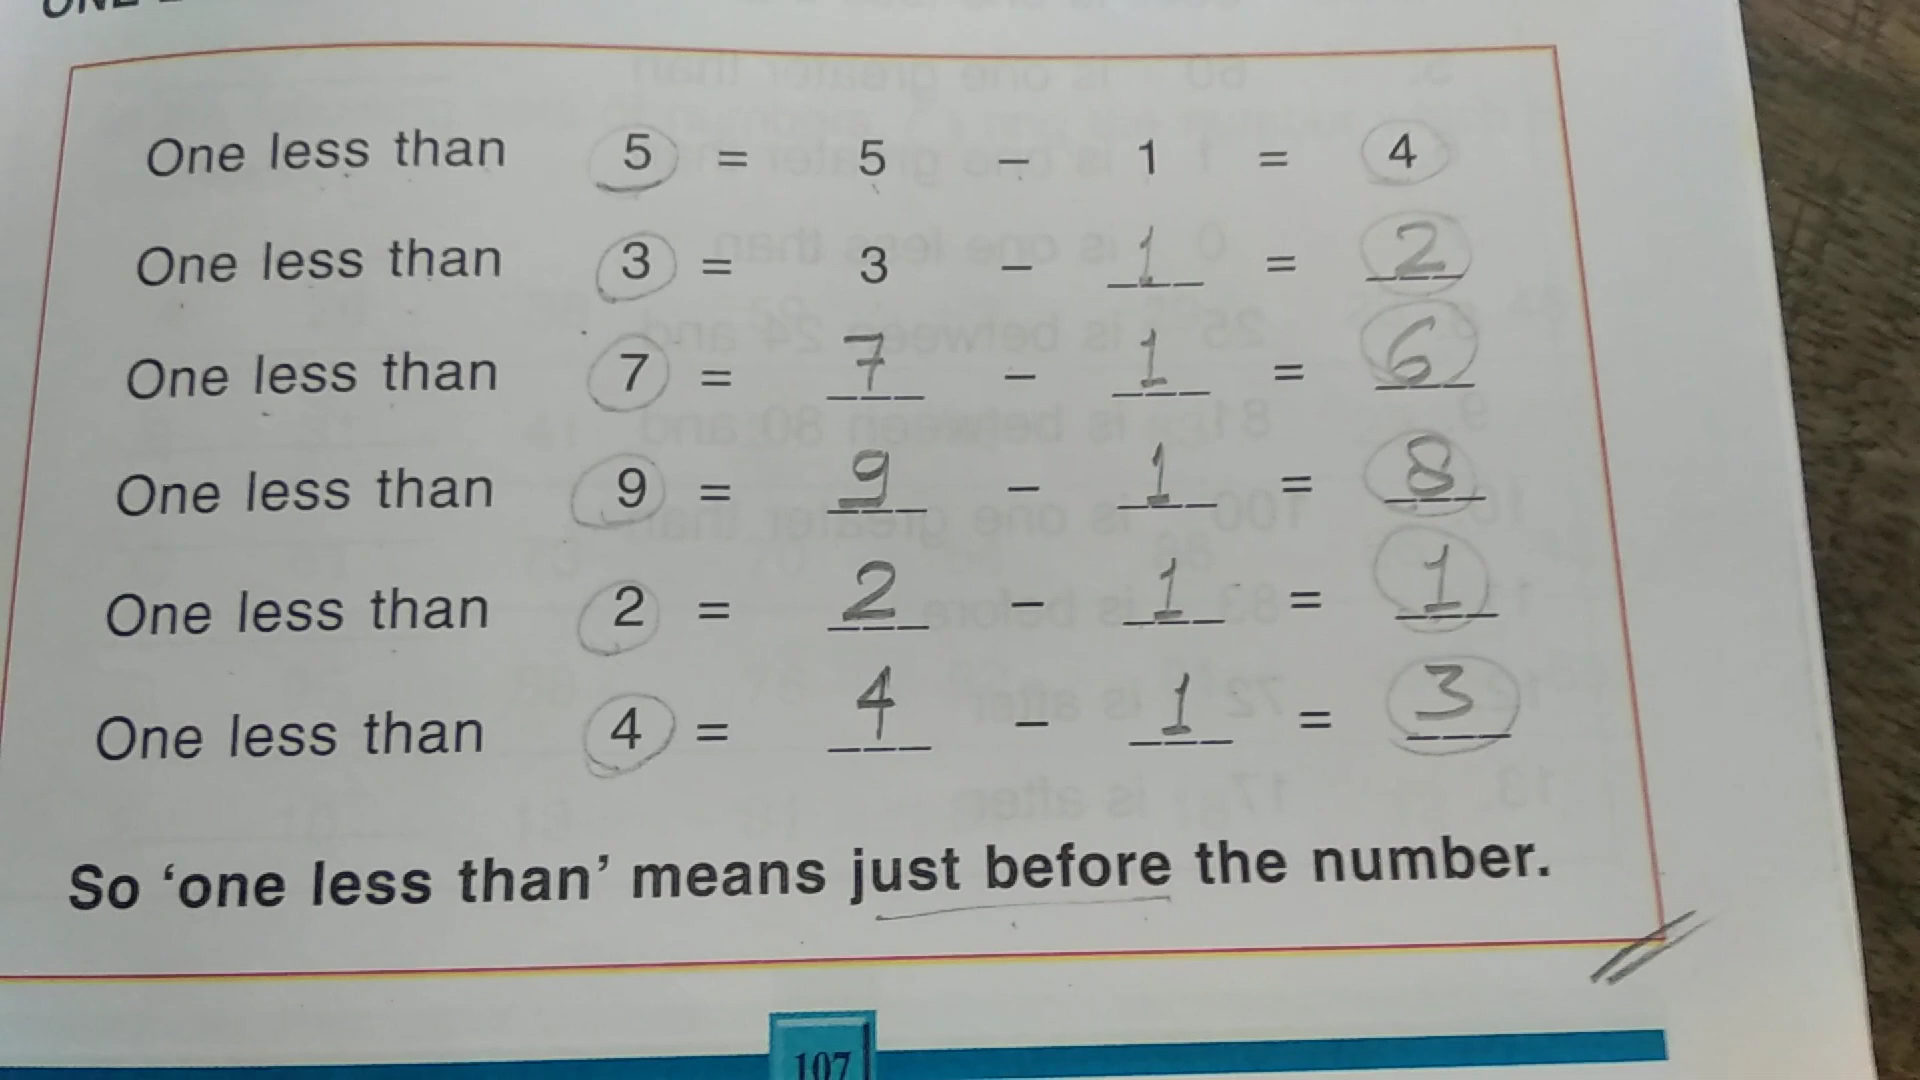 One less than 5 = 5 – 1 = 4
One less than 3 = 3 – 1 = 2
One less than 7 = 7 – 1 = 6
One less than 9 = 9 – 1 = 8
One less than 2 = 2 – 1 = 1
One less than 4 = 4 – 1 = 3
So ‘one less than’ means just before the number.
107